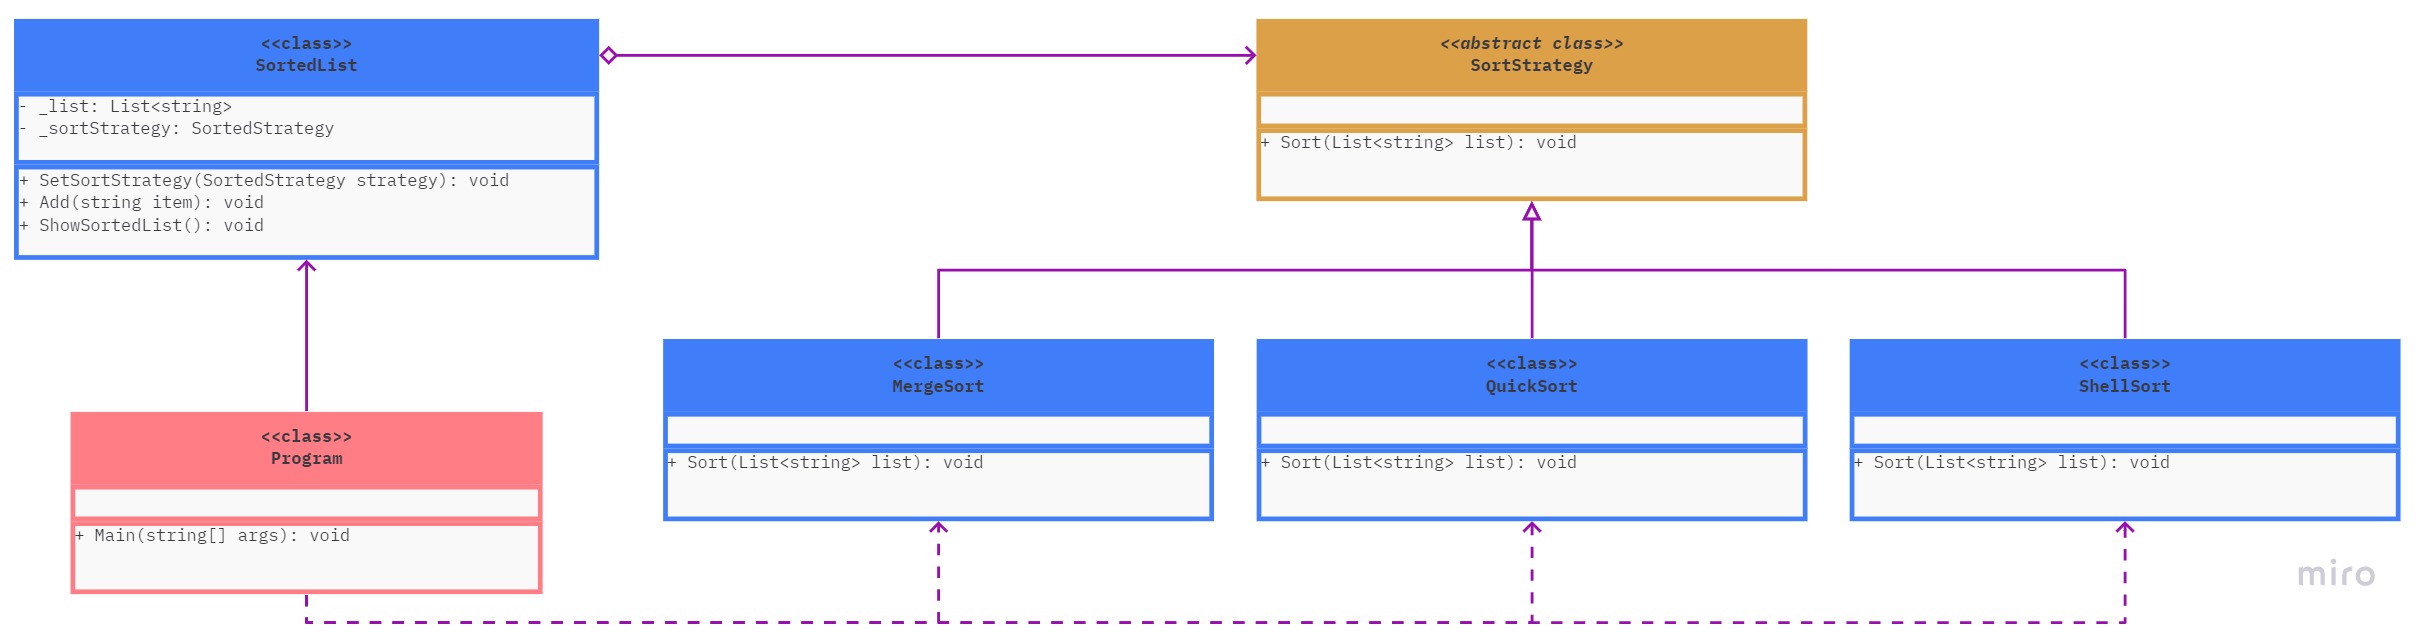 <<class>>
SortedList
- _list: List<string>
- _sortStrategy: SortedStrategy
+ SetSortStrategy(SortedStrategy strategy): void
+ Add(string item): void
+ ShowSortedList(): void
<<abstract class>>
SortStrategy
+ Sort(List<string> list): void
<<class>>
Program
+ Main(string[] args): void
<<class>>
MergeSort
+ Sort(List<string> list): void
<<class>>
QuickSort
+ Sort(List<string> list): void
<<class>>
ShellSort
+ Sort(List<string> list): void
miro